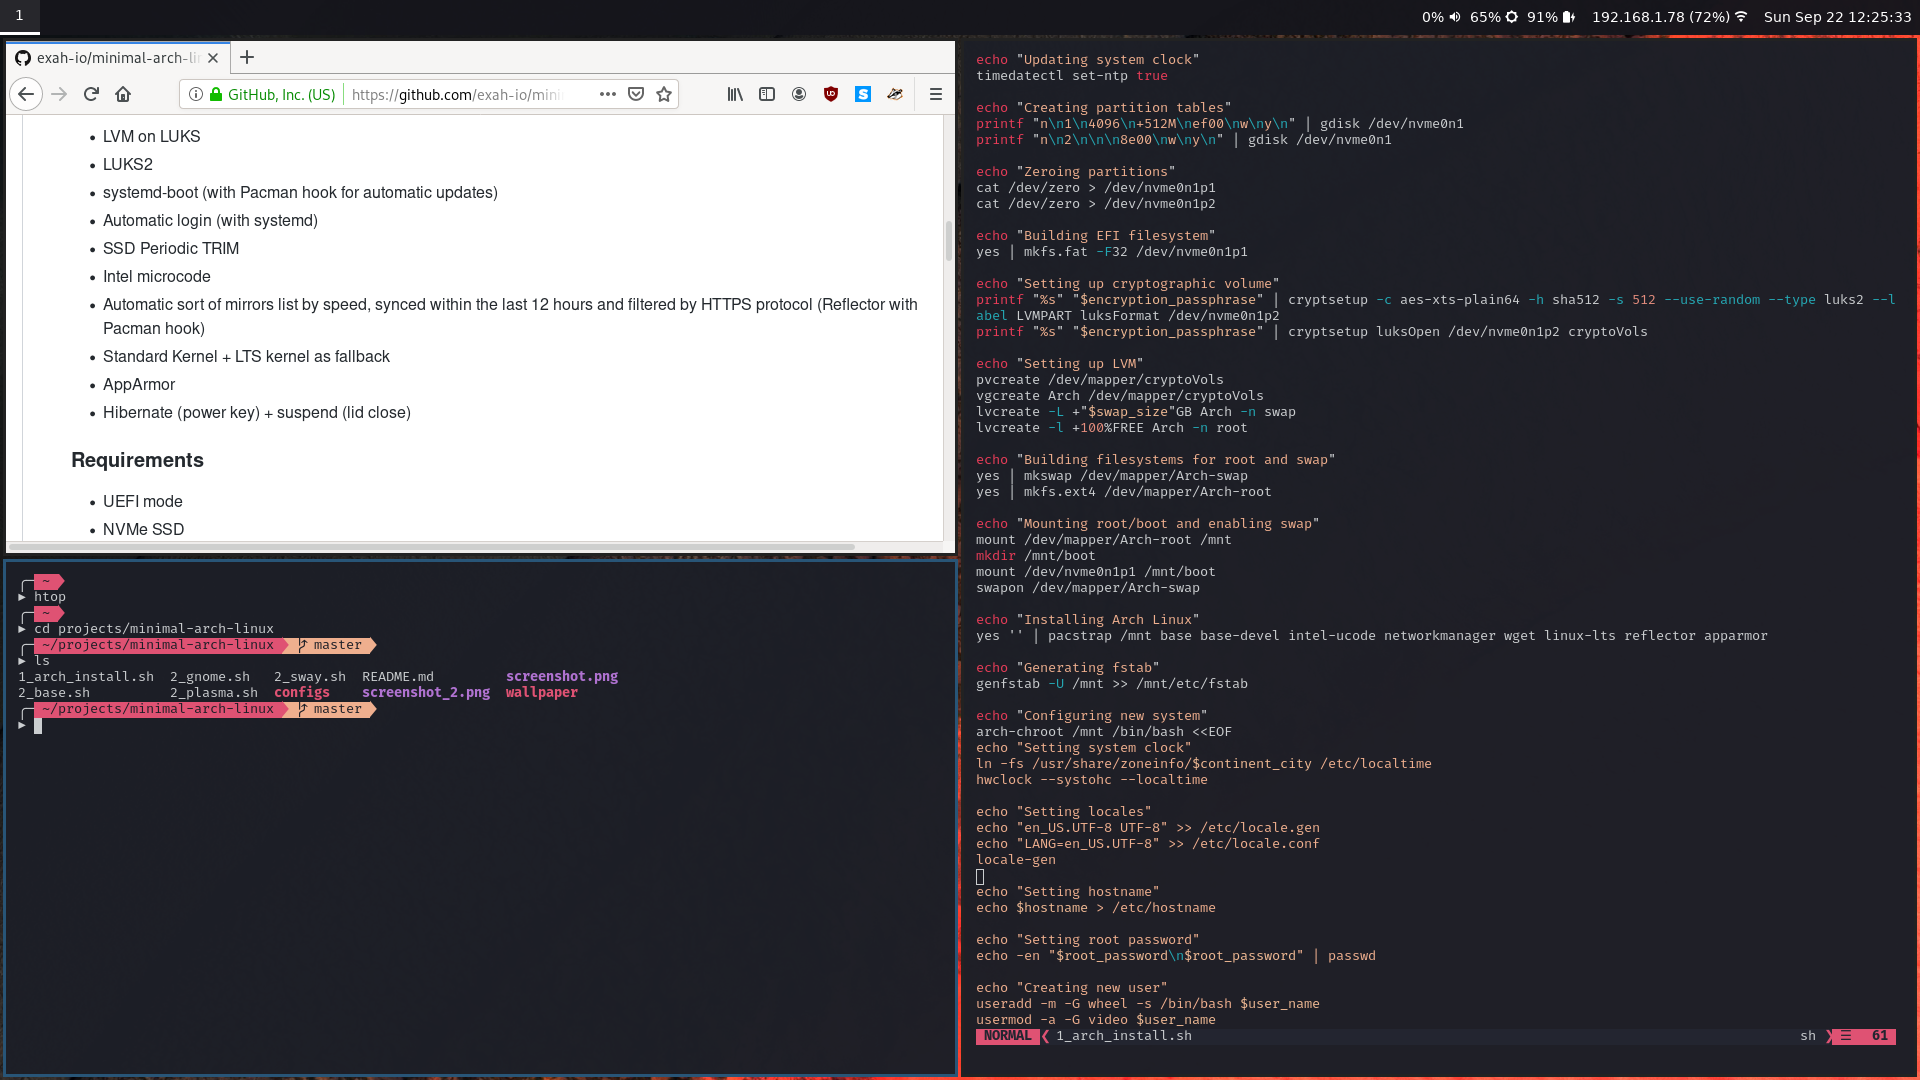 1
0% 65% 91% 192.168.1.78 (72%) Sun Sep 22 12:25:33
exah-io/minimal-arch-li
GitHub, Inc. (US) https://github.com/exah-io/mini
LVM on LUKS
LUKS2
systemd-boot (with Pacman hook for automatic updates)
Automatic login (with systemd)
SSD Periodic TRIM
Intel microcode
Automatic sort of mirrors list by speed, synced within the last 12 hours and filtered by HTTPS protocol (Reflector with
Pacman hook)
Standard Kernel + LTS kernel as fallback
AppArmor
Hibernate (power key) + suspend (lid close)
Requirements
UEFI mode
NVMe SSD
~
htop
~
cd projects/minimal-arch-linux
~/projects/minimal-arch-linux master
ls
1_arch_install.sh 2_gnome.sh 2_sway.sh README.md screenshot.png
2_base.sh 2_plasma.sh configs screenshot_2.png wallpaper
~/projects/minimal-arch-linux master
echo "Updating system clock"
timedatectl set-ntp true
echo "Creating partition tables"
printf "n\n1\n4096\n+512M\nef00\nw\ny\n" | gdisk /dev/nvme0n1
printf "n\n2\n\n\n8e00\nw\ny\n" | gdisk /dev/nvme0n1
echo "Zeroing partitions"
cat /dev/zero > /dev/nvme0n1p1
cat /dev/zero > /dev/nvme0n1p2
echo "Building EFI filesystem"
yes | mkfs.fat -F32 /dev/nvme0n1p1
echo "Setting up cryptographic volume"
printf "%s" "$encryption_passphrase" | cryptsetup -c aes-xts-plain64 -h sha512 -s 512 --use-random --type luks2 --l
abel LVMPART luksFormat /dev/nvme0n1p2
printf "%s" "$encryption_passphrase" | cryptsetup luksOpen /dev/nvme0n1p2 cryptoVols
echo "Setting up LVM"
pvcreate /dev/mapper/cryptoVols
vgcreate Arch /dev/mapper/cryptoVols
lvcreate -L +"$swap_size"GB Arch -n swap
lvcreate -l +100%FREE Arch -n root
echo "Building filesystems for root and swap"
yes | mkswap /dev/mapper/Arch-swap
yes | mkfs.ext4 /dev/mapper/Arch-root
echo "Mounting root/boot and enabling swap"
mount /dev/mapper/Arch-root /mnt
mkdir /mnt/boot
mount /dev/nvme0n1p1 /mnt/boot
swapon /dev/mapper/Arch-swap
echo "Installing Arch Linux"
yes '' | pacstrap /mnt base base-devel intel-ucode networkmanager wget linux-lts reflector apparmor
echo "Generating fstab"
genfstab -U /mnt >> /mnt/etc/fstab
echo "Configuring new system"
arch-chroot /mnt /bin/bash <<EOF
echo "Setting system clock"
ln -fs /usr/share/zoneinfo/$continent_city /etc/localtime
hwclock --systohc --localtime
echo "Setting locales"
echo "en_US.UTF-8 UTF-8" >> /etc/locale.gen
echo "LANG=en_US.UTF-8" >> /etc/locale.conf
locale-gen
echo "Setting hostname"
echo $hostname > /etc/hostname
echo "Setting root password"
echo -en "$root_password\n$root_password" | passwd
echo "Creating new user"
useradd -m -G wheel -s /bin/bash $user_name
usermod -a -G video $user_name
NORMAL 1_arch_install.sh sh 61